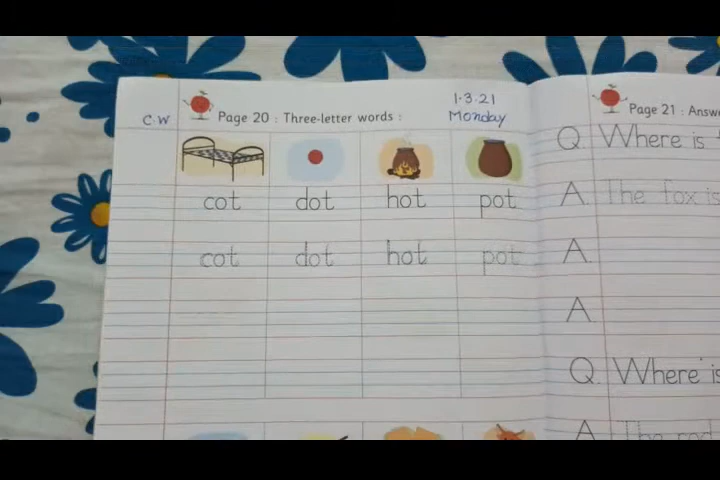 1.3.21
C.W Page 20 : Three-letter words : Monday
cot dot hot pot
cot dot hot pot
Page 21 :
Q. Where is
A. The fox is
A.
A.
Q. Where is
A. The red